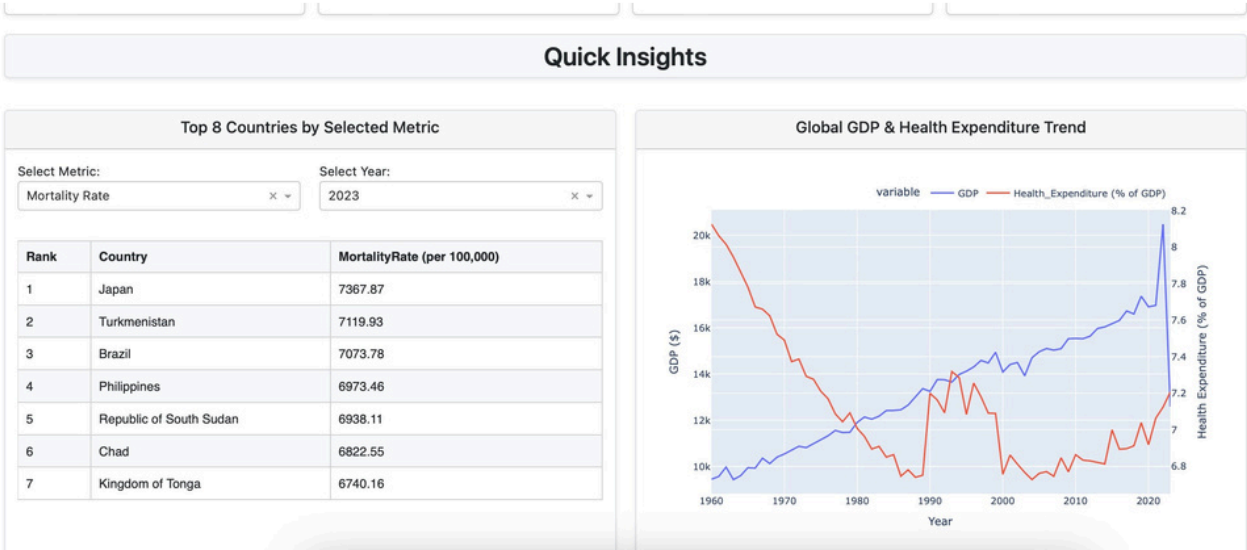 Quick Insights
Top 8 Countries by Selected Metric
Select Metric: Select Year:
Mortality Rate × 2023 ×
Rank Country MortalityRate (per 100,000)
1 Japan 7367.87
2 Turkmenistan 7119.93
3 Brazil 7073.78
4 Philippines 6973.46
5 Republic of South Sudan 6938.11
6 Chad 6822.55
7 Kingdom of Tonga 6740.16
Global GDP & Health Expenditure Trend
variable GDP Health_Expenditure (% of GDP)
GDP ($)
20k
18k
16k
14k
12k
10k
8.2
8
7.8
7.6
7.4
7.2
7
6.8
Health Expenditure (% of GDP)
1960 1970 1980 1990 2000 2010 2020
Year